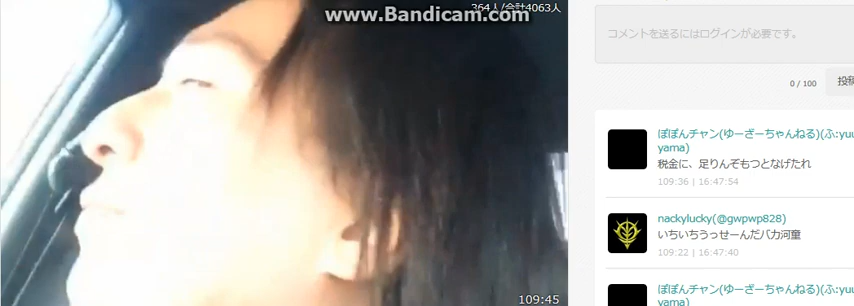 www.Bandicam.com
364人/合計4063人
109:45
コメントを送るにはログインが必要です。
0 / 100
投稿
ぽぽんチャン(ゆーざーちゃんねる)(ふ:yuu
yama)
税金に、足りんぞもつとなげたれ
109:36 | 16:47:54
nackylucky(@gwpwp828)
いちいちうっせーんだバカ河童
109:22 | 16:47:40
ぽぽんチャン(ゆーざーちゃんねる)(ふ:yuu